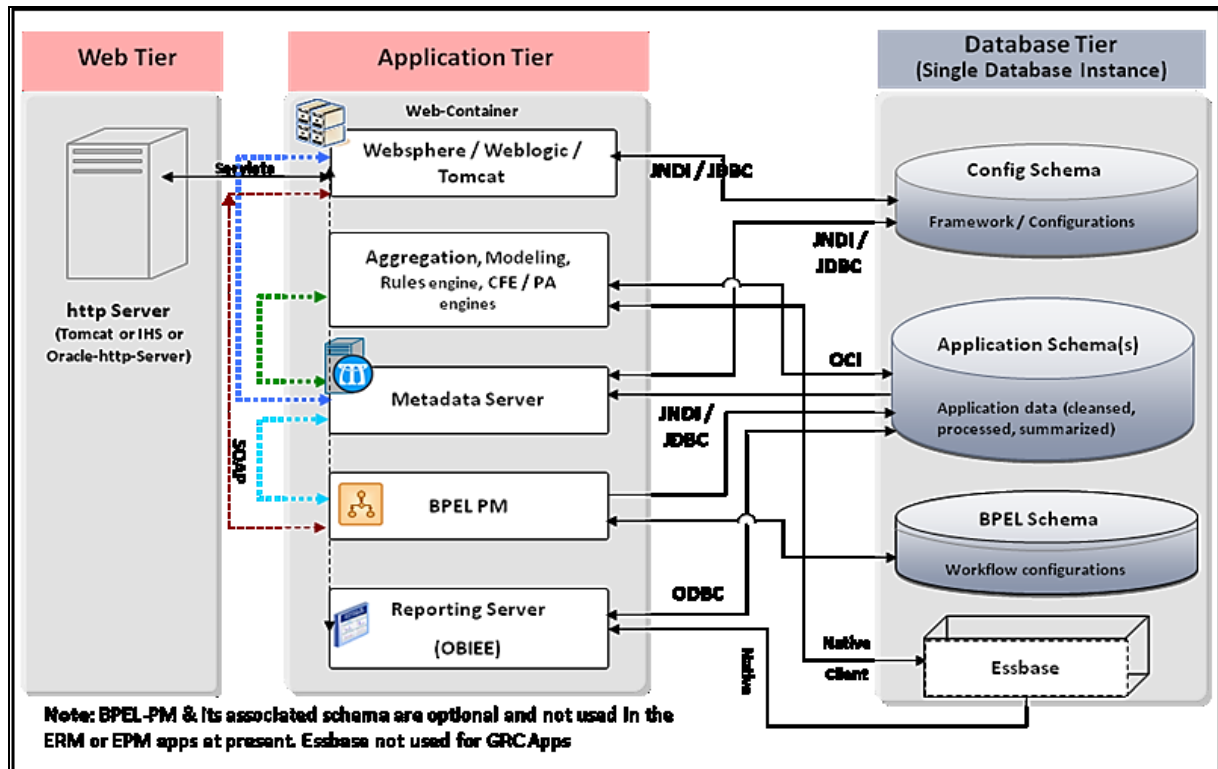 Web Tier
Application Tier
Database Tier
(Single Database Instance)
http Server
(Tomcat or IHS or
Oracle-http-Server)
Servlets
SOAP
Web-Container
Websphere / Weblogic /
Tomcat
Aggregation, Modeling,
Rules engine, CFE / PA
engines
Metadata Server
BPEL PM
Reporting Server
(OBIEE)
JNDI / JDBC
JNDI /
JDBC
OCI
JNDI /
JDBC
ODBC
Native
Client
Native
Config Schema
Framework / Configurations
Application Schema(s)
Application data (cleansed,
processed, summarized)
BPEL Schema
Workflow configurations
Essbase
Note: BPEL-PM & its associated schema are optional and not used in the
ERM or EPM apps at present. Essbase not used for GRC Apps